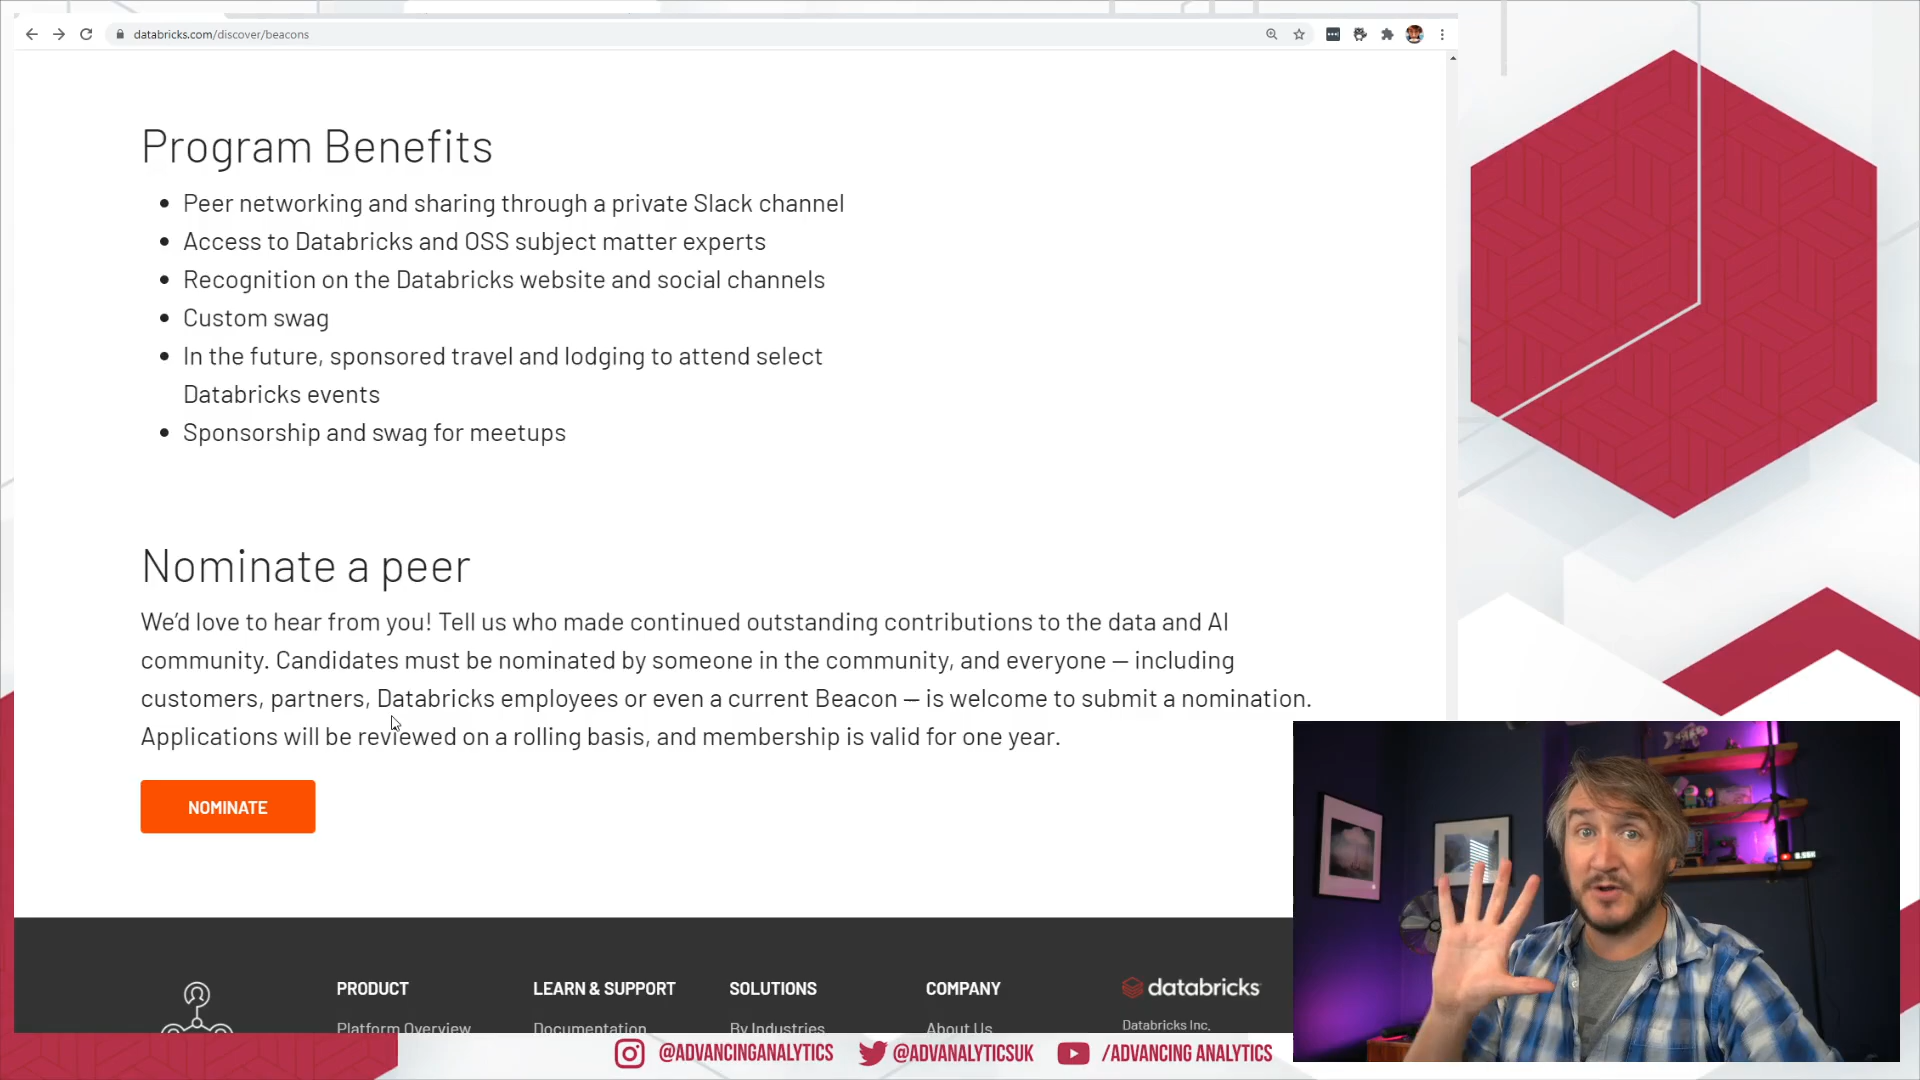 databricks.com/discover/beacons
Program Benefits
Peer networking and sharing through a private Slack channel
Access to Databricks and OSS subject matter experts
Recognition on the Databricks website and social channels
Custom swag
In the future, sponsored travel and lodging to attend select
Databricks events
Sponsorship and swag for meetups
Nominate a peer
We'd love to hear from you! Tell us who made continued outstanding contributions to the data and AI
community. Candidates must be nominated by someone in the community, and everyone — including
customers, partners, Databricks employees or even a current Beacon — is welcome to submit a nomination.
Applications will be reviewed on a rolling basis, and membership is valid for one year.
NOMINATE
PRODUCT
LEARN & SUPPORT
SOLUTIONS
COMPANY
databricks
Platform Overview
Documentation
By Industries
About Us
Databricks Inc.
@ADVANCINGANALYTICS
@ADVANALYTICSUK
/ADVANCING ANALYTICS